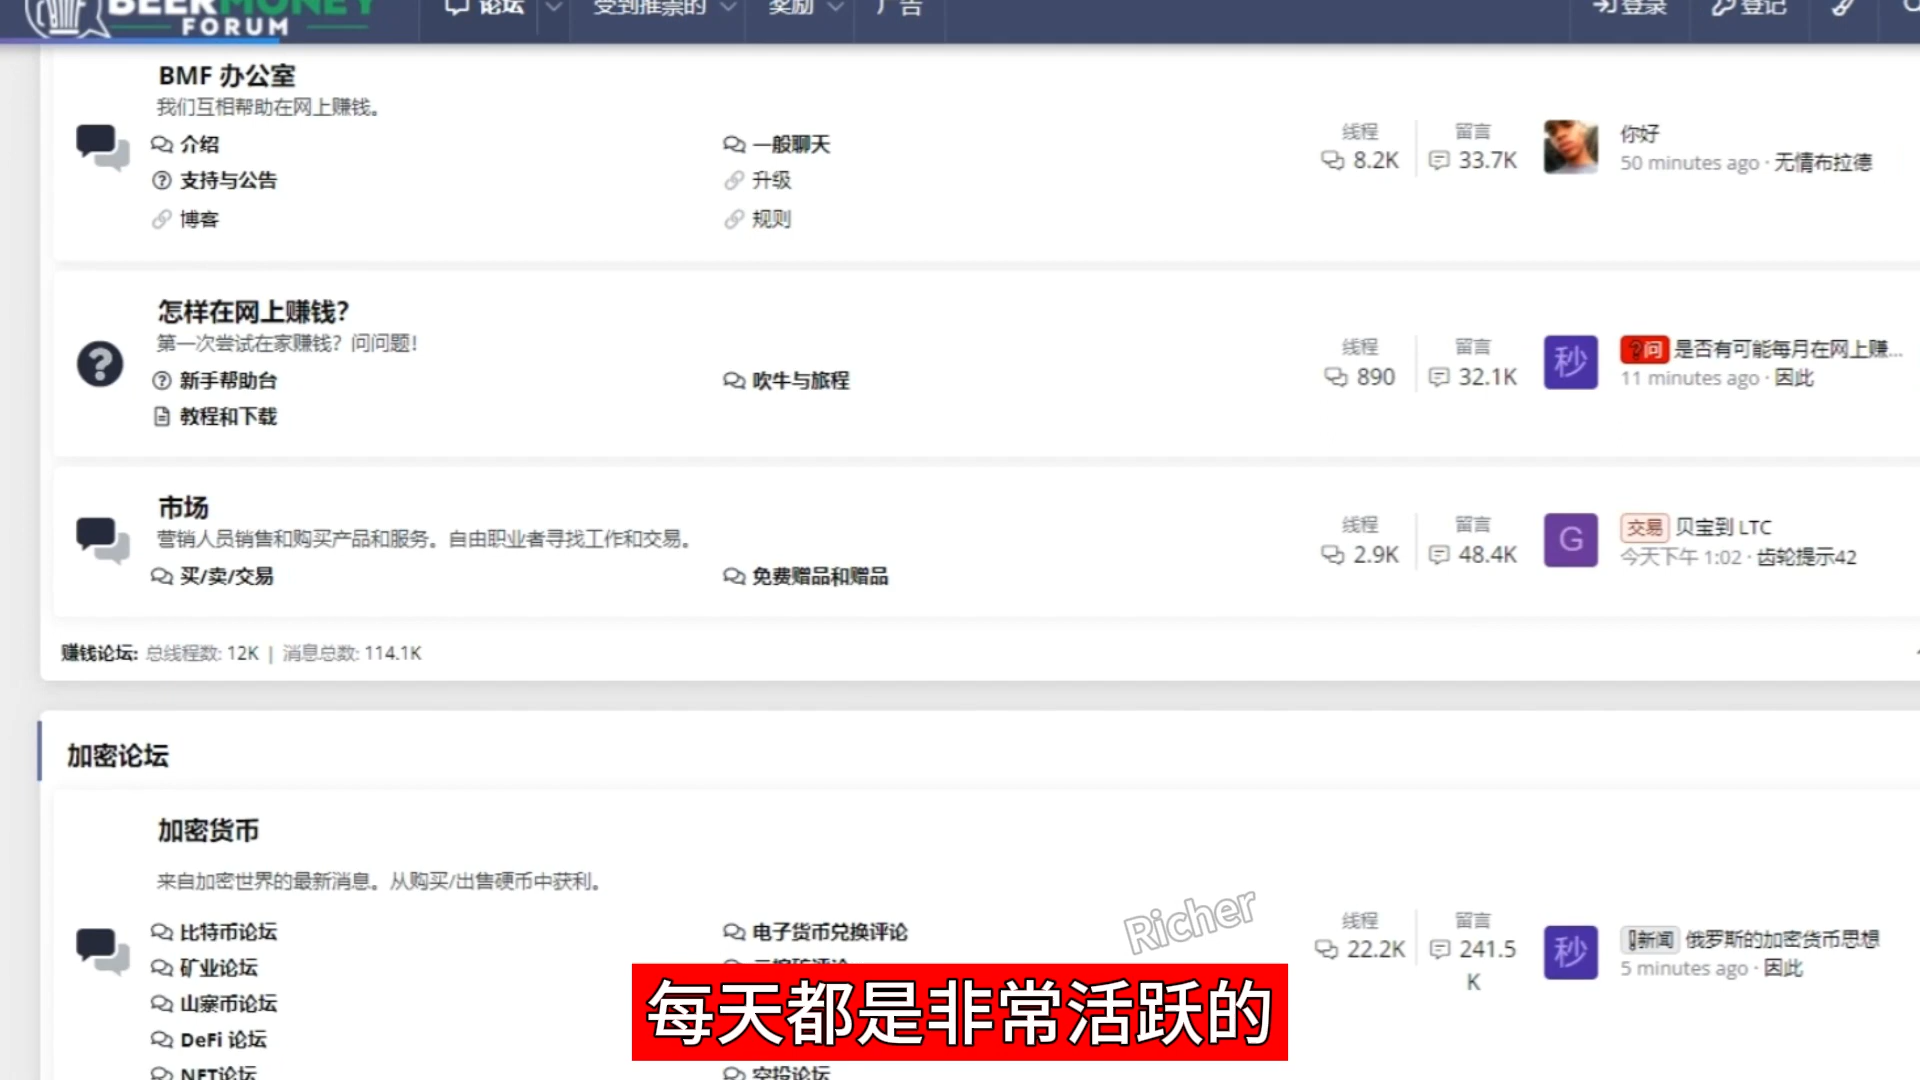 BEERMONEY
FORUM
论坛
受到推崇的
奖励
广告
登录
登记
BMF 办公室
我们互相帮助在网上赚钱。
介绍
一般聊天
支持与公告
升级
博客
规则
线程
8.2K
留言
33.7K
你好
50 minutes ago · 无情布拉德
怎样在网上赚钱?
第一次尝试在家赚钱？问问题！
新手帮助台
吹牛与旅程
教程和下载
线程
890
留言
32.1K
?问 是否有可能每月在网上赚...
11 minutes ago · 因此
秒
市场
营销人员销售和购买产品和服务。自由职业者寻找工作和交易。
买/卖/交易
免费赠品和赠品
线程
2.9K
留言
48.4K
G
交易 贝宝到 LTC
今天下午 1:02 · 齿轮提示42
赚钱论坛: 总线程数: 12K | 消息总数: 114.1K
加密论坛
加密货币
来自加密世界的最新消息。从购买/出售硬币中获利。
比特币论坛
电子货币兑换评论
矿业论坛
山寨币论坛
DeFi 论坛
NFT论坛
空投论坛
线程
22.2K
留言
241.5
K
秒
新闻 俄罗斯的加密货币思想
5 minutes ago · 因此
Richer
每天都是非常活跃的